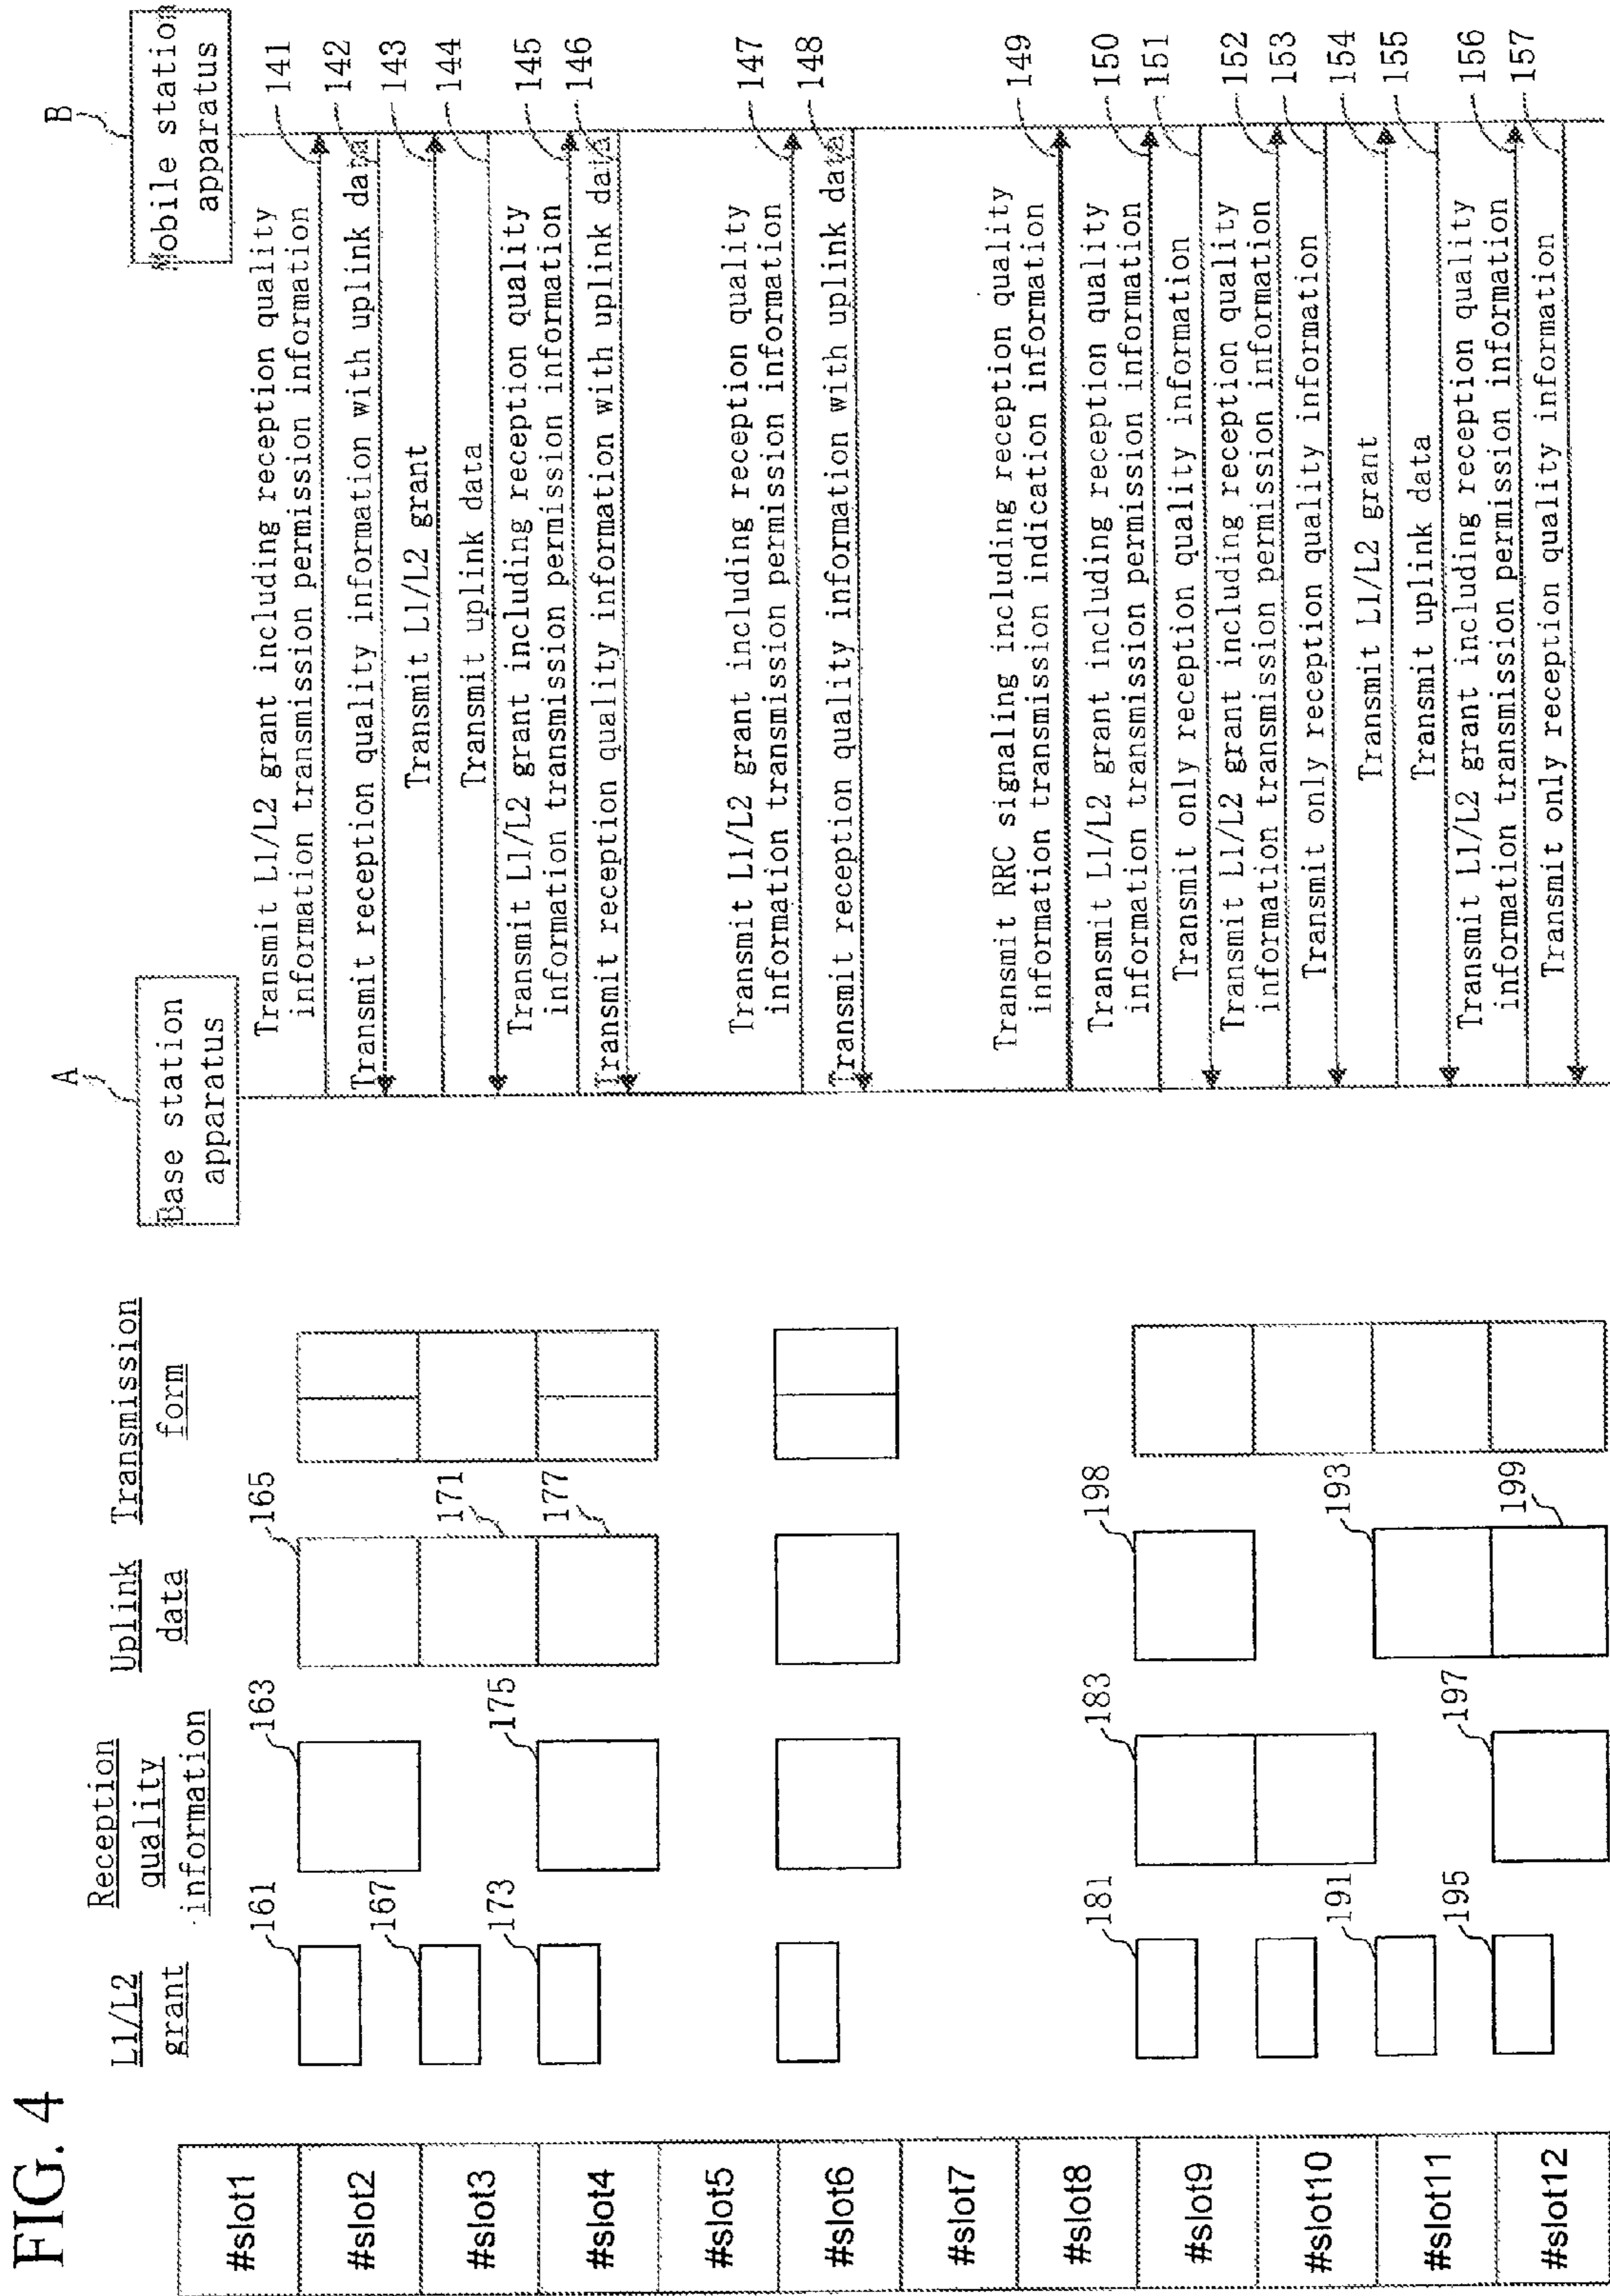 FIG. 4
L1/L2
grant
Reception
quality
information
Uplink
data
Transmission
form
A
Base station
apparatus
B
Mobile station
apparatus
#slot1
#slot2
#slot3
#slot4
#slot5
#slot6
#slot7
#slot8
#slot9
#slot10
#slot11
#slot12
161
167
173
181
191
195
163
175
183
197
165
171
177
198
193
199
Transmit L1/L2 grant including reception quality
information transmission permission information
141
Transmit reception quality information with uplink data
142
Transmit L1/L2 grant
143
Transmit uplink data
144
Transmit L1/L2 grant including reception quality
information transmission permission information
145
Transmit reception quality information with uplink data
146
Transmit L1/L2 grant including reception quality
information transmission permission information
147
Transmit reception quality information with uplink data
148
Transmit RRC signaling including reception quality
information transmission indication information
149
Transmit L1/L2 grant including reception quality
information transmission permission information
150
Transmit only reception quality information
151
Transmit L1/L2 grant including reception quality
information transmission permission information
152
Transmit only reception quality information
153
Transmit L1/L2 grant
154
Transmit uplink data
155
Transmit L1/L2 grant including reception quality
information transmission permission information
156
Transmit only reception quality information
157